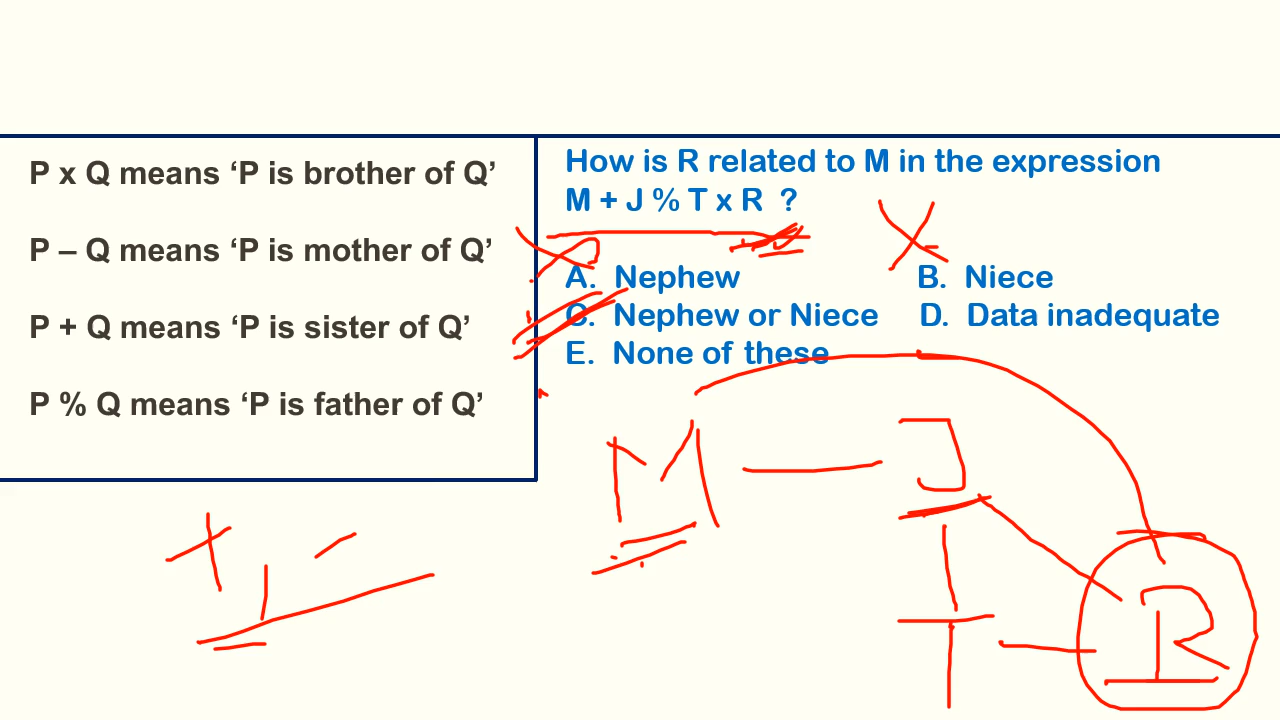 P x Q means ‘P is brother of Q’
P – Q means ‘P is mother of Q’
P + Q means ‘P is sister of Q’
P % Q means ‘P is father of Q’
How is R related to M in the expression
M + J % T x R ?
A. Nephew
B. Niece
C. Nephew or Niece
D. Data inadequate
E. None of these
M J
T R
+ -